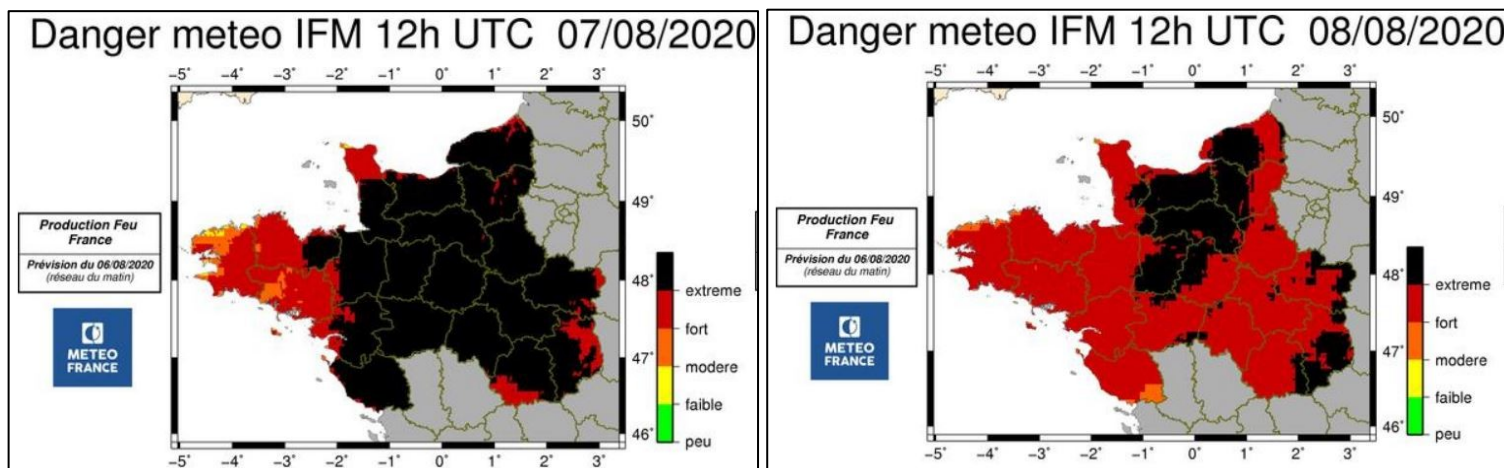 Danger meteo IFM 12h UTC 07/08/2020
−5° −4° −3° −2° −1° 0° 1° 2° 3°
50°
49°
48°
47°
46°
Production Feu
France
Prévision du 06/08/2020
(réseau du matin)
METEO
FRANCE
extreme
fort
modere
faible
peu
−5° −4° −3° −2° −1° 0° 1° 2° 3°
Danger meteo IFM 12h UTC 08/08/2020
−5° −4° −3° −2° −1° 0° 1° 2° 3°
50°
49°
48°
47°
46°
Production Feu
France
Prévision du 06/08/2020
(réseau du matin)
METEO
FRANCE
extreme
fort
modere
faible
peu
−5° −4° −3° −2° −1° 0° 1° 2° 3°